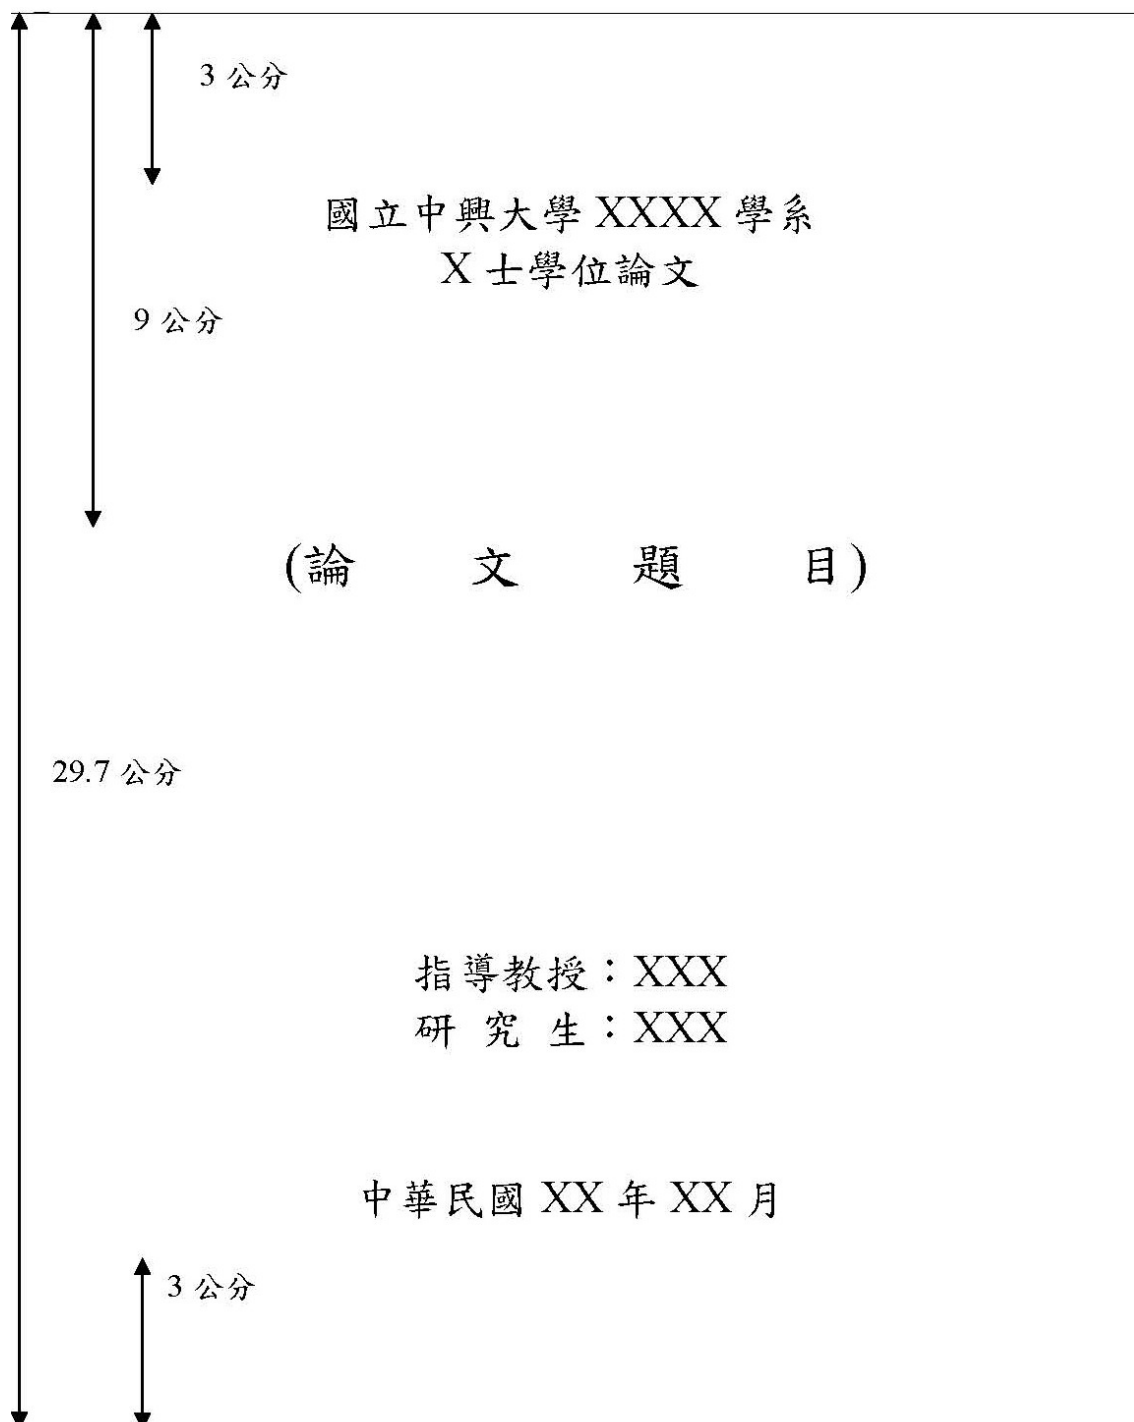 3 公分
國立中興大學 XXXX 學系
X 士學位論文
9 公分
(論 文 題 目)
29.7 公分
指導教授：XXX
研 究 生：XXX
中華民國 XX 年 XX 月
3 公分